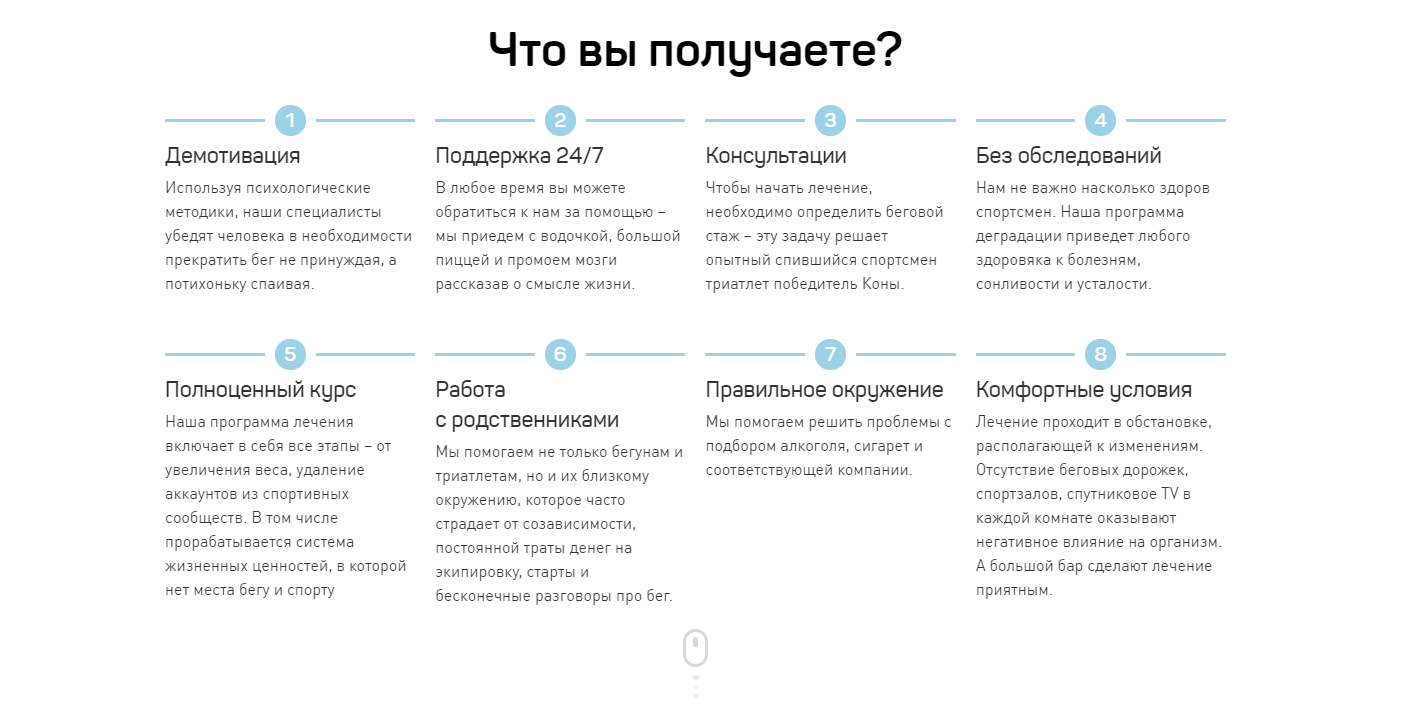 Что вы получаете?
1
Демотивация
Используя психологические
методики, наши специалисты
убедят человека в необходимости
прекратить бег не принуждая, а
потихоньку спаивая.
2
Поддержка 24/7
В любое время вы можете
обратиться к нам за помощью –
мы приедем с водочкой, большой
пиццей и промоем мозги
рассказав о смысле жизни.
3
Консультации
Чтобы начать лечение,
необходимо определить беговой
стаж – эту задачу решает
опытный спившийся спортсмен
триатлет победитель Коны.
4
Без обследований
Нам не важно насколько здоров
спортсмен. Наша программа
деградации приведет любого
здоровяка к болезням,
сонливости и усталости.
5
Полноценный курс
Наша программа лечения
включает в себя все этапы – от
увеличения веса, удаление
аккаунтов из спортивных
сообществ. В том числе
прорабатывается система
жизненных ценностей, в которой
нет места бегу и спорту
6
Работа
с родственниками
Мы помогаем не только бегунам и
триатлетам, но и их близкому
окружению, которое часто
страдает от созависимости,
постоянной траты денег на
экипировку, старты и
бесконечные разговоры про бег.
7
Правильное окружение
Мы помогаем решить проблемы с
подбором алкоголя, сигарет и
соответствующей компании.
8
Комфортные условия
Лечение проходит в обстановке,
располагающей к изменениям.
Отсутствие беговых дорожек,
спортзалов, спутниковое TV в
каждой комнате оказывают
негативное влияние на организм.
А большой бар сделают лечение
приятным.